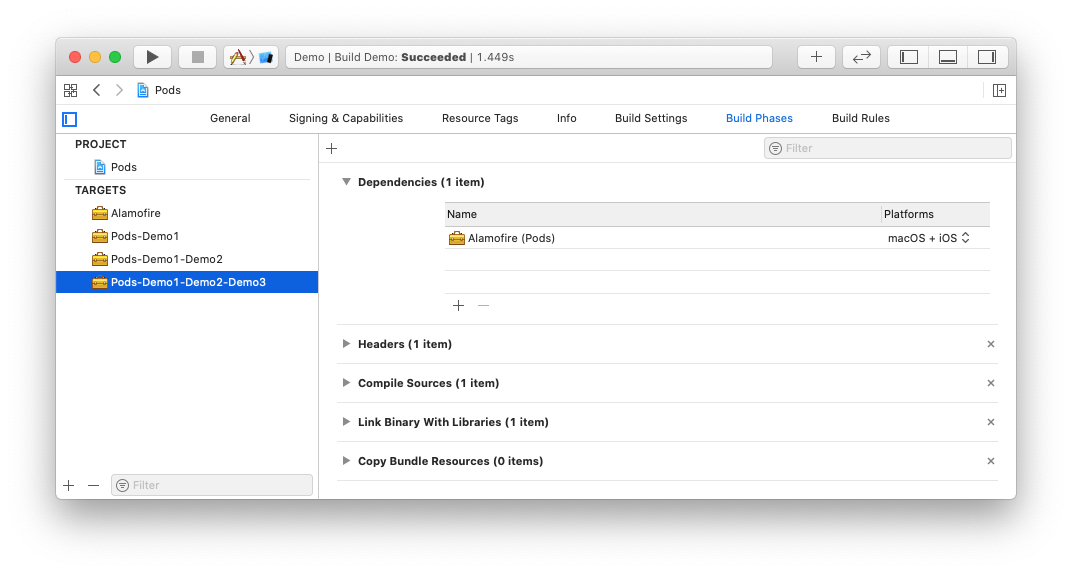 Demo | Build Demo: Succeeded | 1.449s
Pods
General Signing & Capabilities Resource Tags Info Build Settings Build Phases Build Rules
PROJECT
Pods
TARGETS
Alamofire
Pods-Demo1
Pods-Demo1-Demo2
Pods-Demo1-Demo2-Demo3
Filter
Filter
Dependencies (1 item)
Name Platforms
Alamofire (Pods) macOS + iOS
Headers (1 item)
Compile Sources (1 item)
Link Binary With Libraries (1 item)
Copy Bundle Resources (0 items)